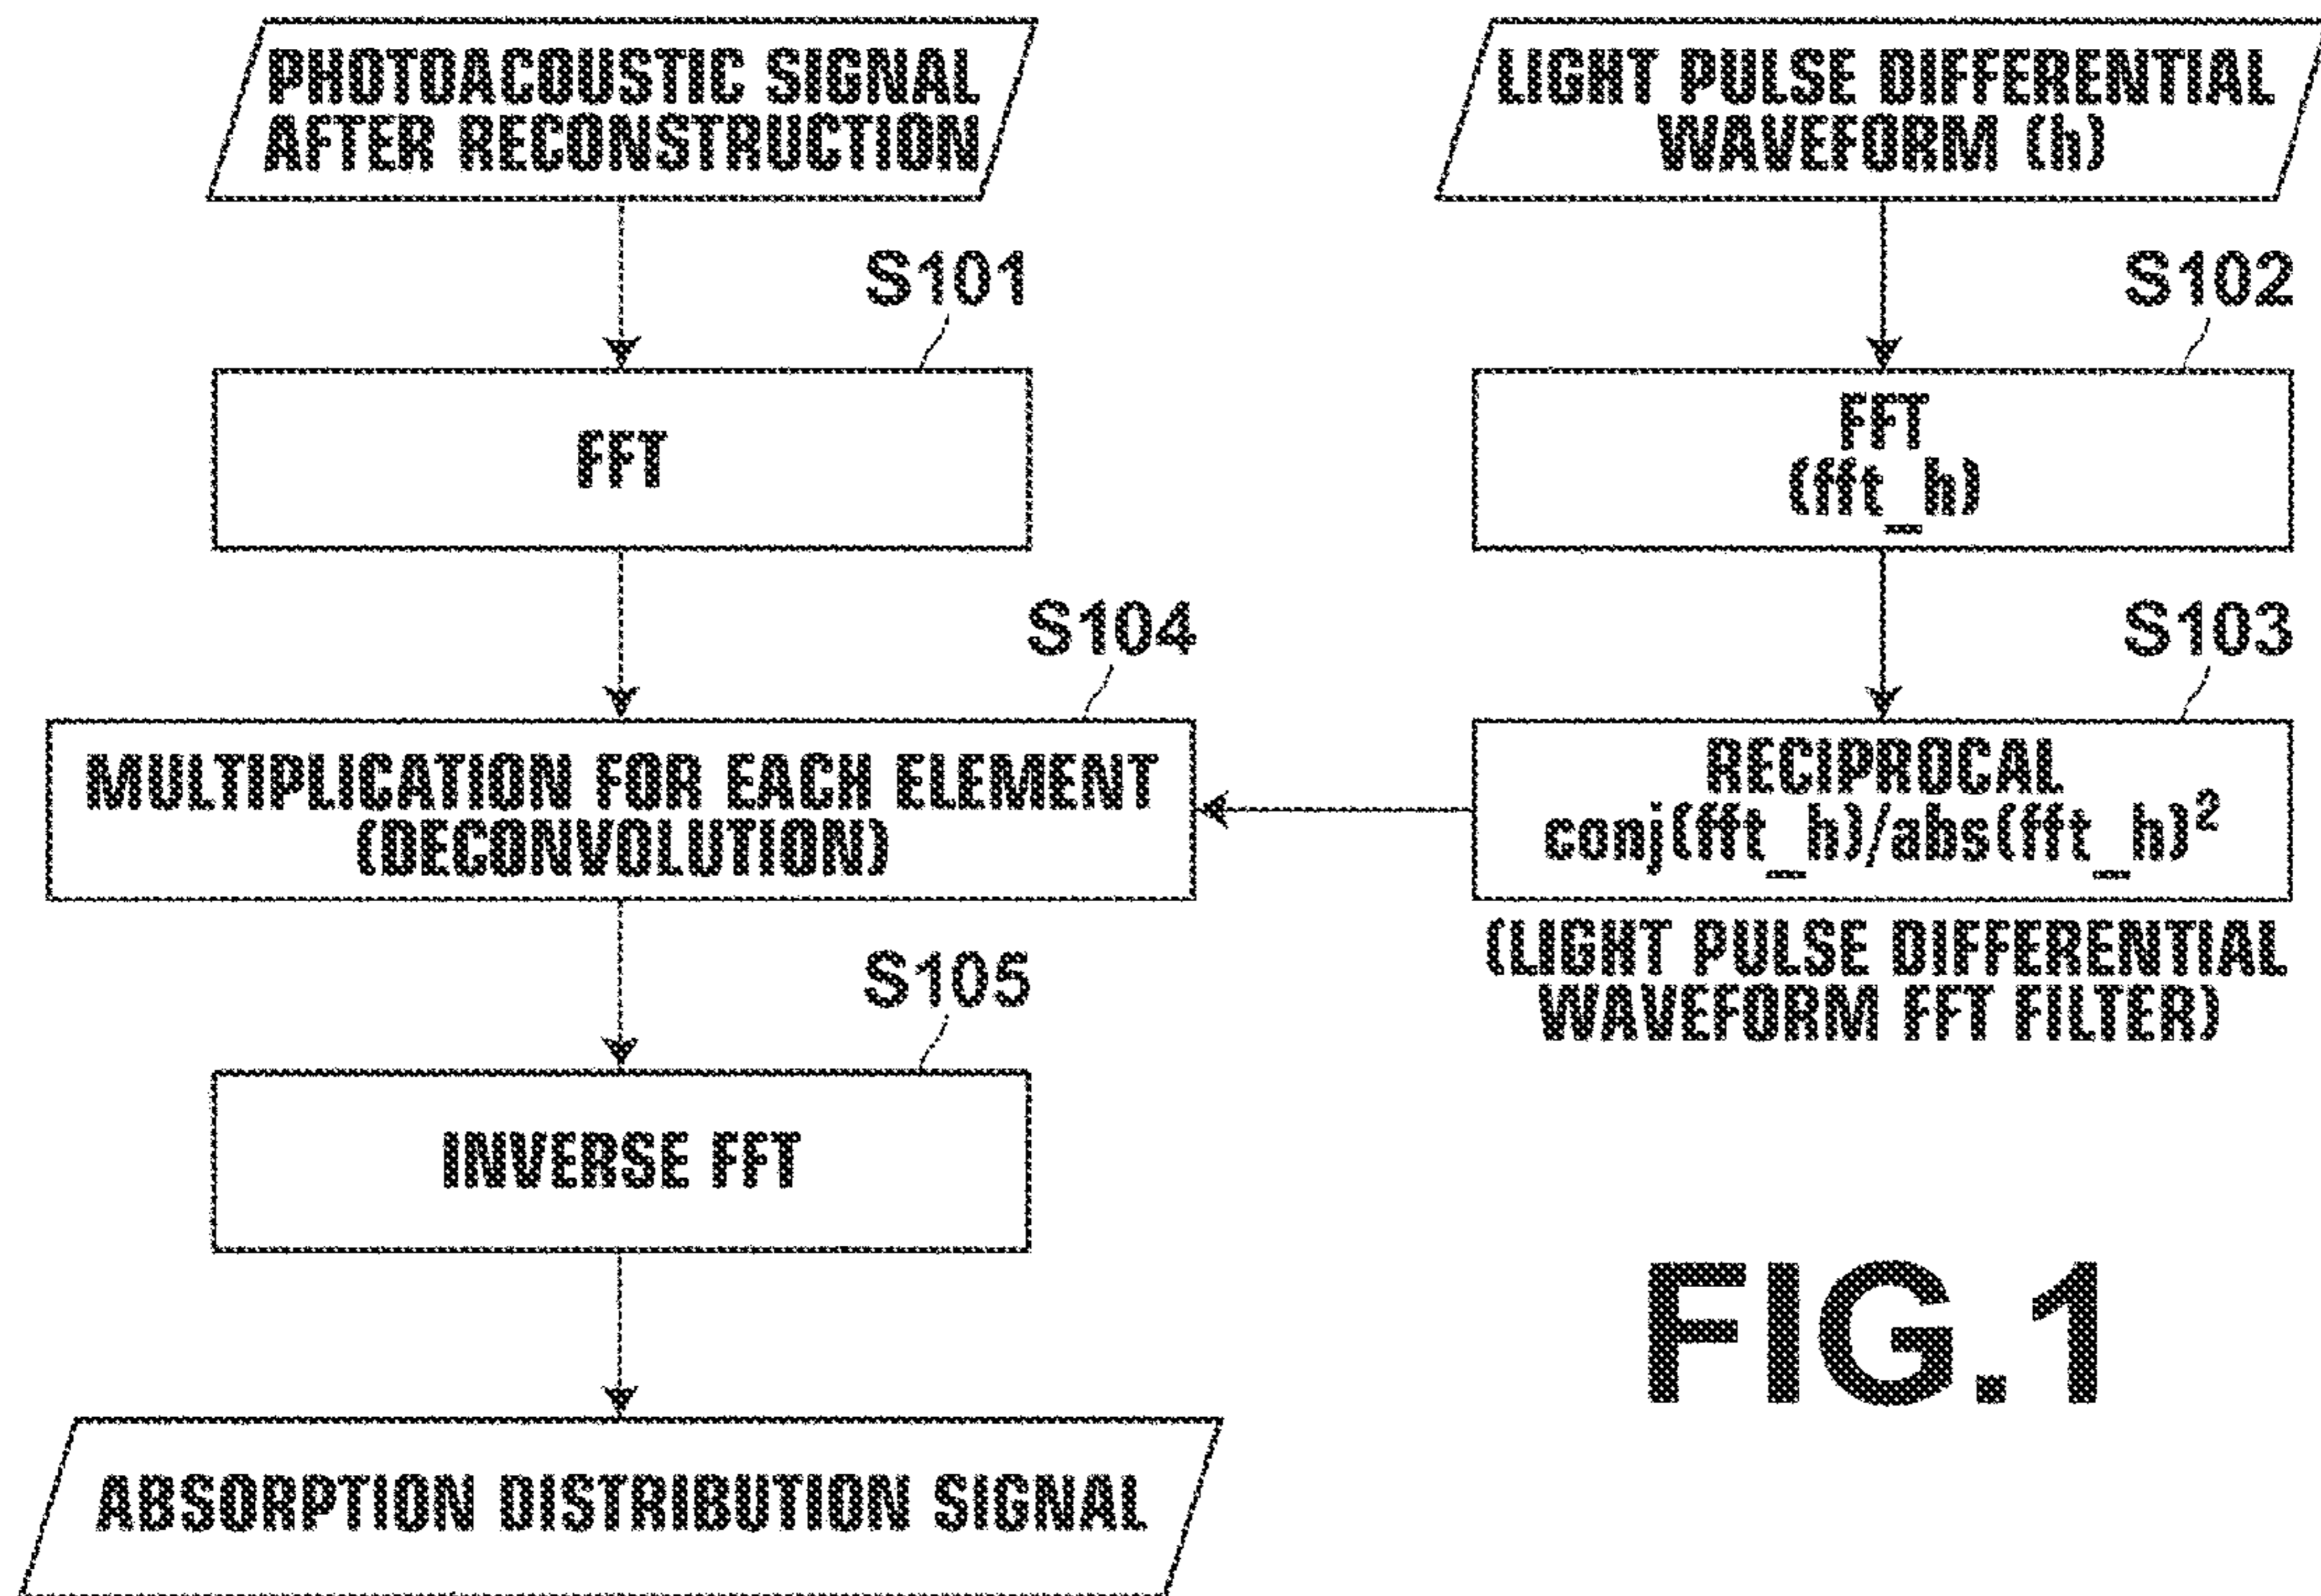 PHOTOACOUSTIC SIGNAL
AFTER RECONSTRUCTION
LIGHT PULSE DIFFERENTIAL
WAVEFORM (h)
S101
FFT
S102
FFT
(fft_h)
S104
MULTIPLICATION FOR EACH ELEMENT
(DECONVOLUTION)
S103
RECIPROCAL
conj(fft_h)/abs(fft_h)²
(LIGHT PULSE DIFFERENTIAL
WAVEFORM FFT FILTER)
S105
INVERSE FFT
ABSORPTION DISTRIBUTION SIGNAL
FIG.1